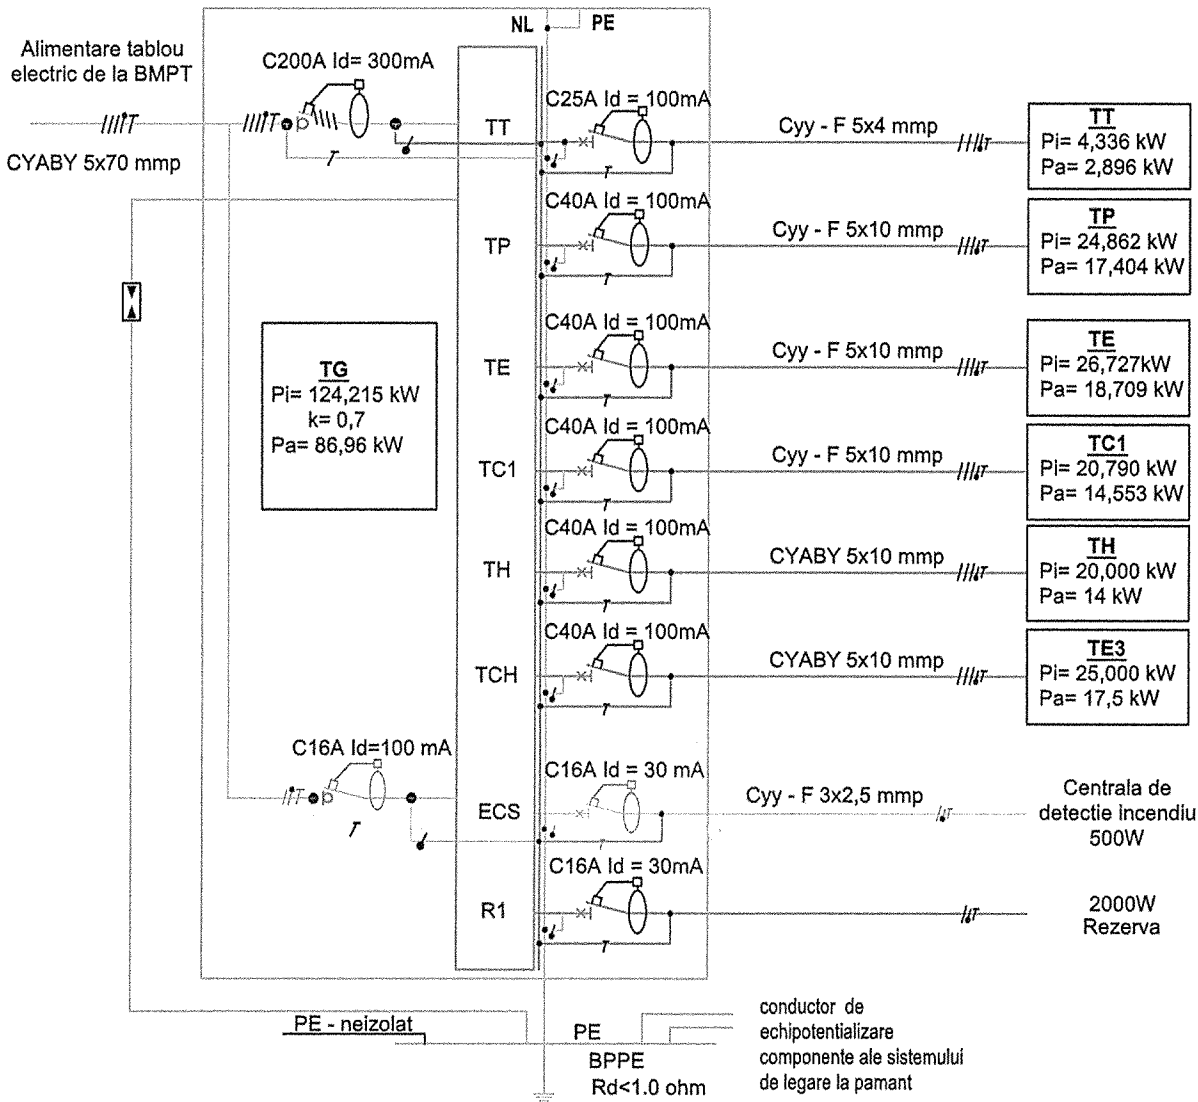 NL
PE
Alimentare tablou
electric de la BMPT
CYABY 5x70 mmp
C200A Id= 300mA
TT
C25A Id = 100mA
Cyy - F 5x4 mmp
TT
Pi= 4,336 kW
Pa= 2,896 kW
TP
C40A Id = 100mA
Cyy - F 5x10 mmp
TP
Pi= 24,862 kW
Pa= 17,404 kW
TG
Pi= 124,215 kW
k= 0,7
Pa= 86,96 kW
TE
C40A Id = 100mA
Cyy - F 5x10 mmp
TE
Pi= 26,727kW
Pa= 18,709 kW
TC1
C40A Id = 100mA
Cyy - F 5x10 mmp
TC1
Pi= 20,790 kW
Pa= 14,553 kW
TH
C40A Id = 100mA
CYABY 5x10 mmp
TH
Pi= 20,000 kW
Pa= 14 kW
TCH
C40A Id = 100mA
CYABY 5x10 mmp
TE3
Pi= 25,000 kW
Pa= 17,5 kW
C16A Id=100 mA
ECS
C16A Id = 30 mA
Cyy - F 3x2,5 mmp
Centrala de
detectie incendiu
500W
R1
C16A Id = 30mA
2000W
Rezerva
PE - neizolat
PE
BPPE
Rd<1.0 ohm
conductor de
echipotentializare
componente ale sistemului
de legare la pamant